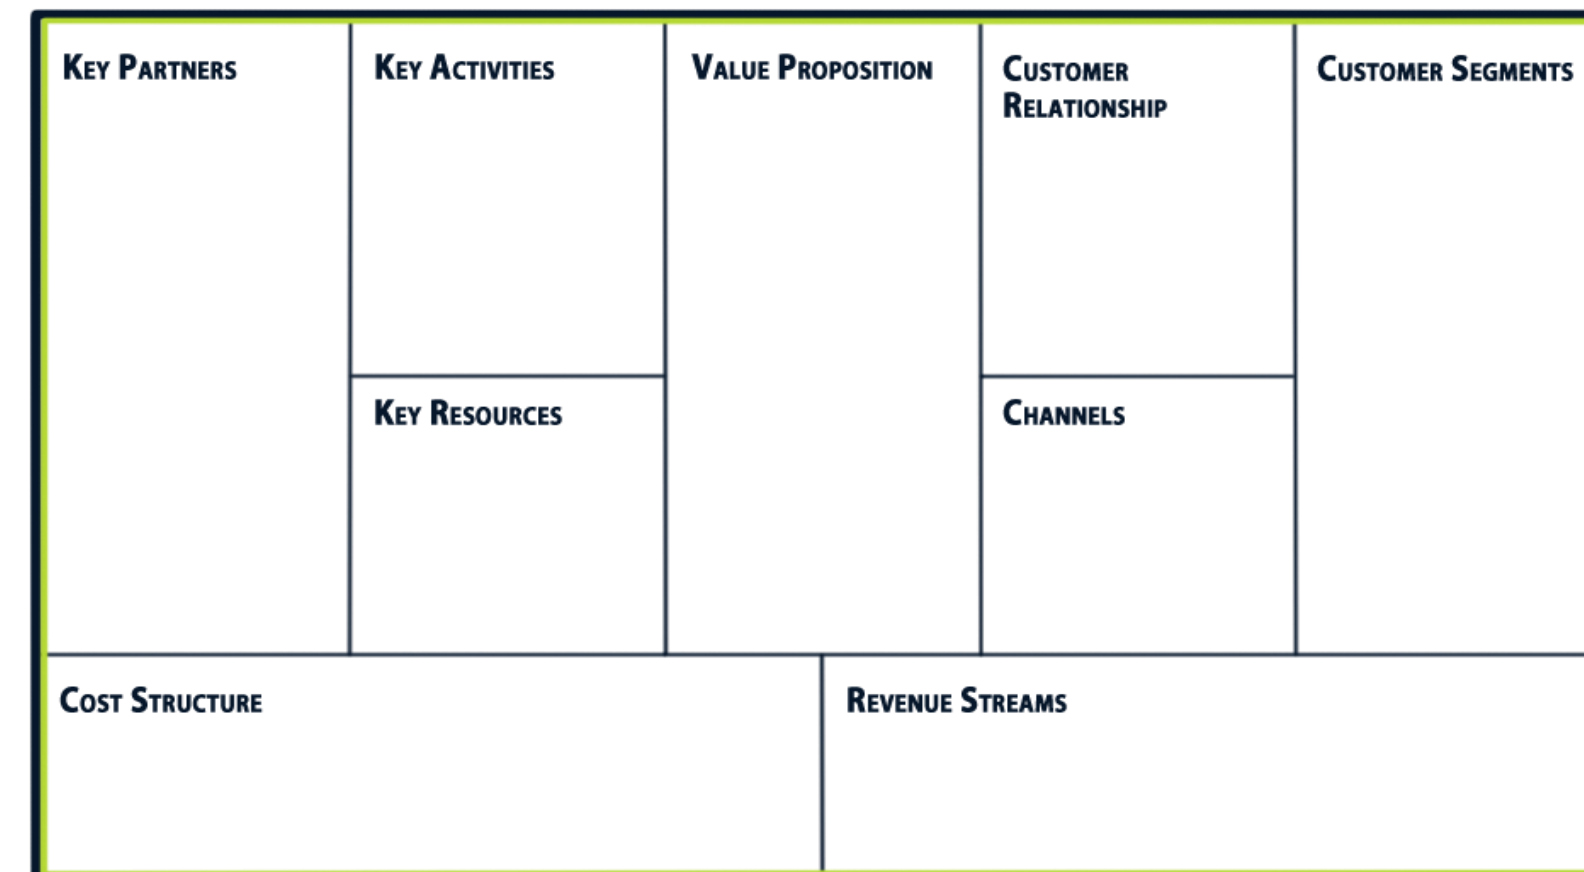 Key Partners
Key Activities
Value Proposition
Customer
Relationship
Customer Segments
Key Resources
Channels
Cost Structure
Revenue Streams